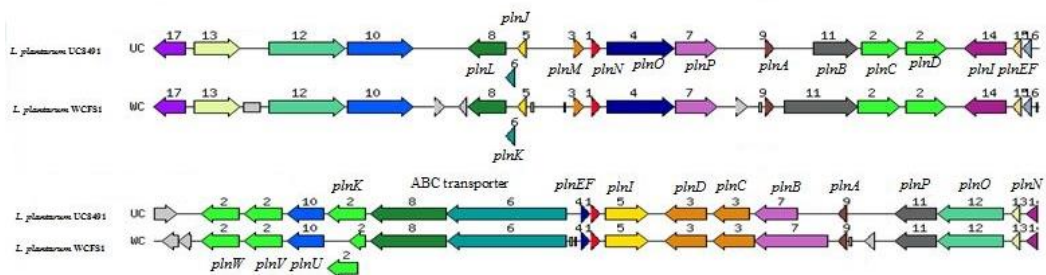 plnJ
17 13 12 10 8 5 3 1 4 7 9 11 2 2 14 15 16
L. plantarum UC8491 UC
plnL plnM plnN plnO plnP plnA plnB plnC plnD plnI plnEF
6
17 13 12 10 8 5 3 1 4 7 9 11 2 2 14 15 16
L. plantarum WCFS1 WC
6
plnK
plnK ABC transporter plnEF plnI plnD plnC plnB plnA plnP plnO plnN
2 2 10 2 8 6 4 1 5 3 3 7 9 11 12 13 1
L. plantarum UC8491 UC
2 2 10 8 6 4 1 5 3 3 7 9 11 12 13 1
L. plantarum WCFS1 WC
plnW plnV plnU 2